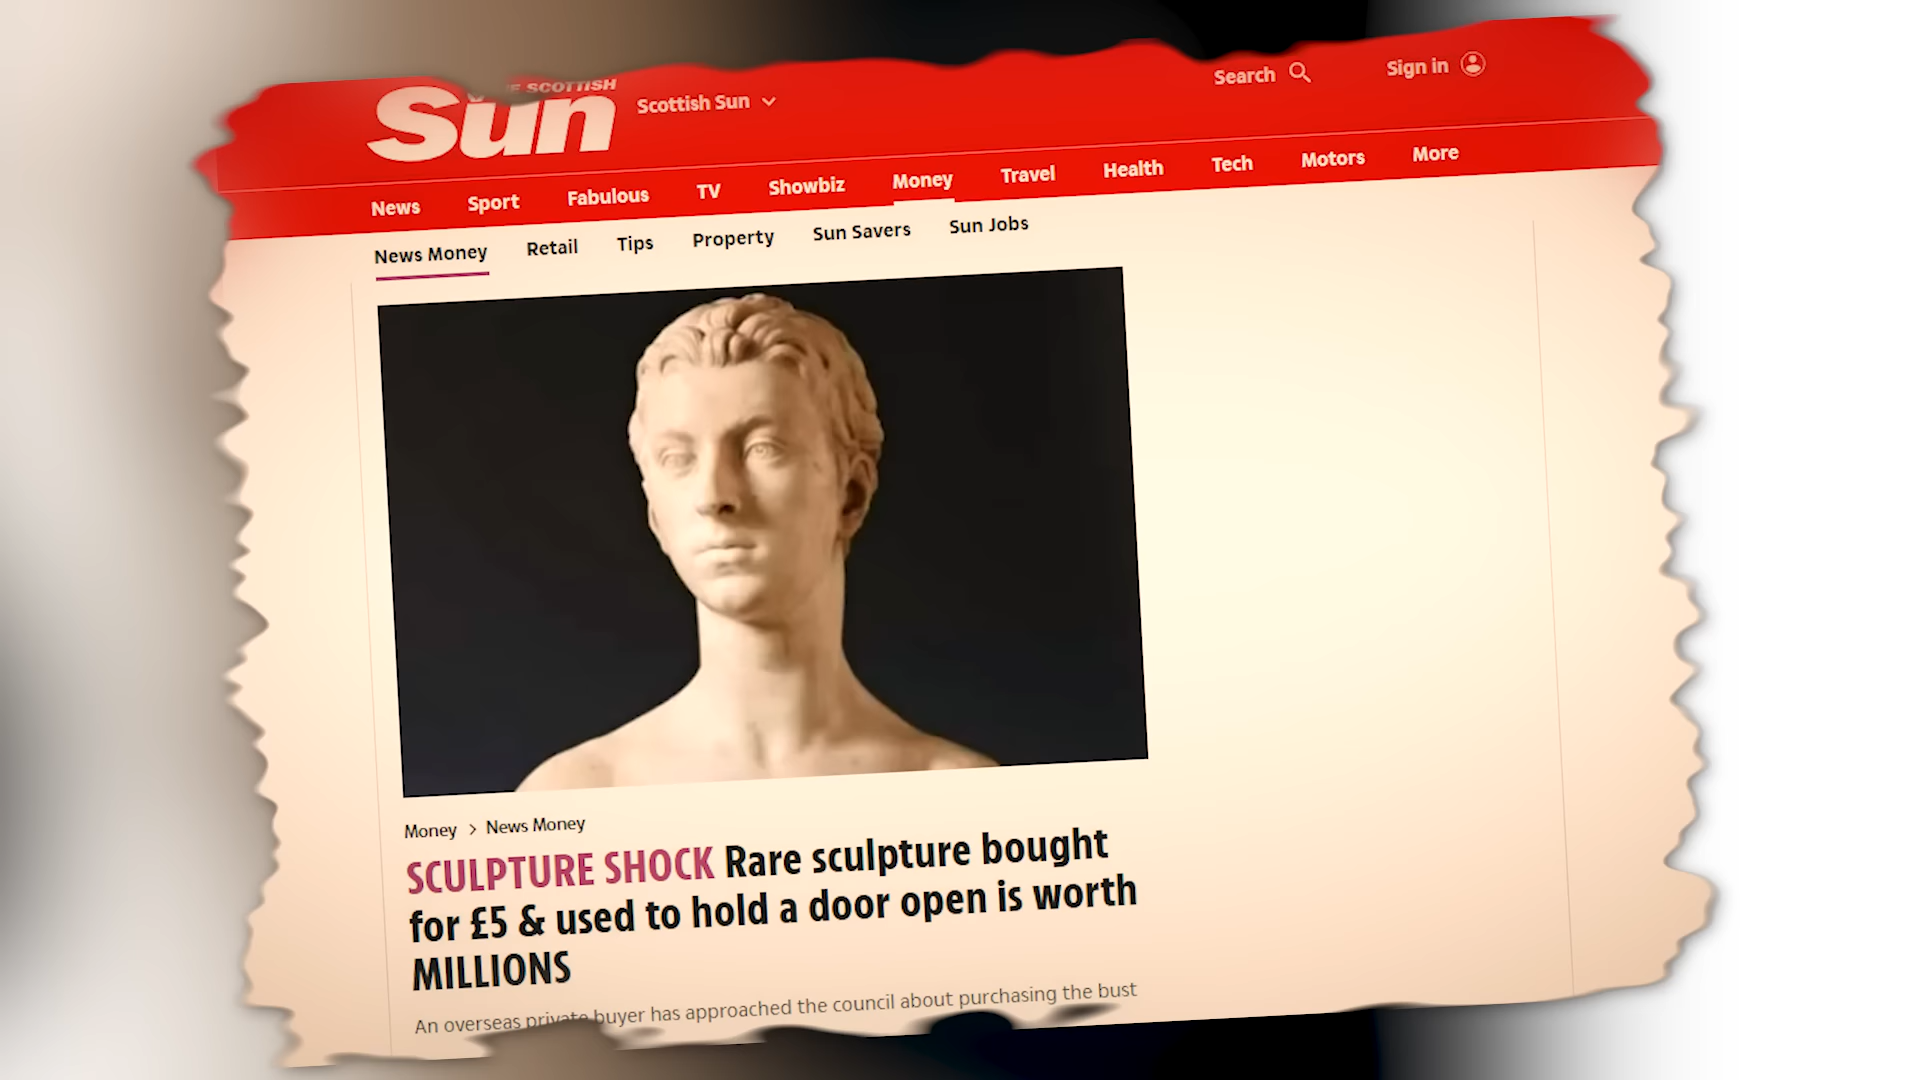 SCOTTISH
Sun
Scottish Sun
Search
Sign in
News Sport Fabulous TV Showbiz Money Travel Health Tech Motors More
News Money Retail Tips Property Sun Savers Sun Jobs
Money > News Money
SCULPTURE SHOCK Rare sculpture bought
for £5 & used to hold a door open is worth
MILLIONS
An overseas private buyer has approached the council about purchasing the bust